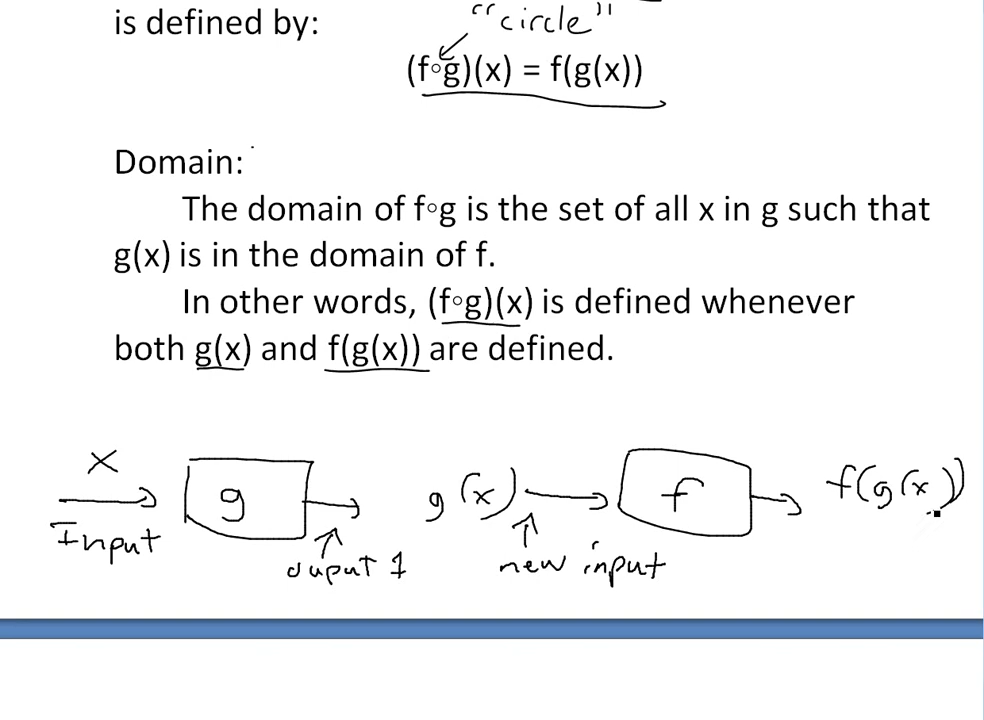 is defined by:
"circle"
(f∘g)(x) = f(g(x))
Domain:
The domain of f∘g is the set of all x in g such that
g(x) is in the domain of f.
In other words, (f∘g)(x) is defined whenever
both g(x) and f(g(x)) are defined.
x g g(x) f f(g(x))
Input ouput 1 new input